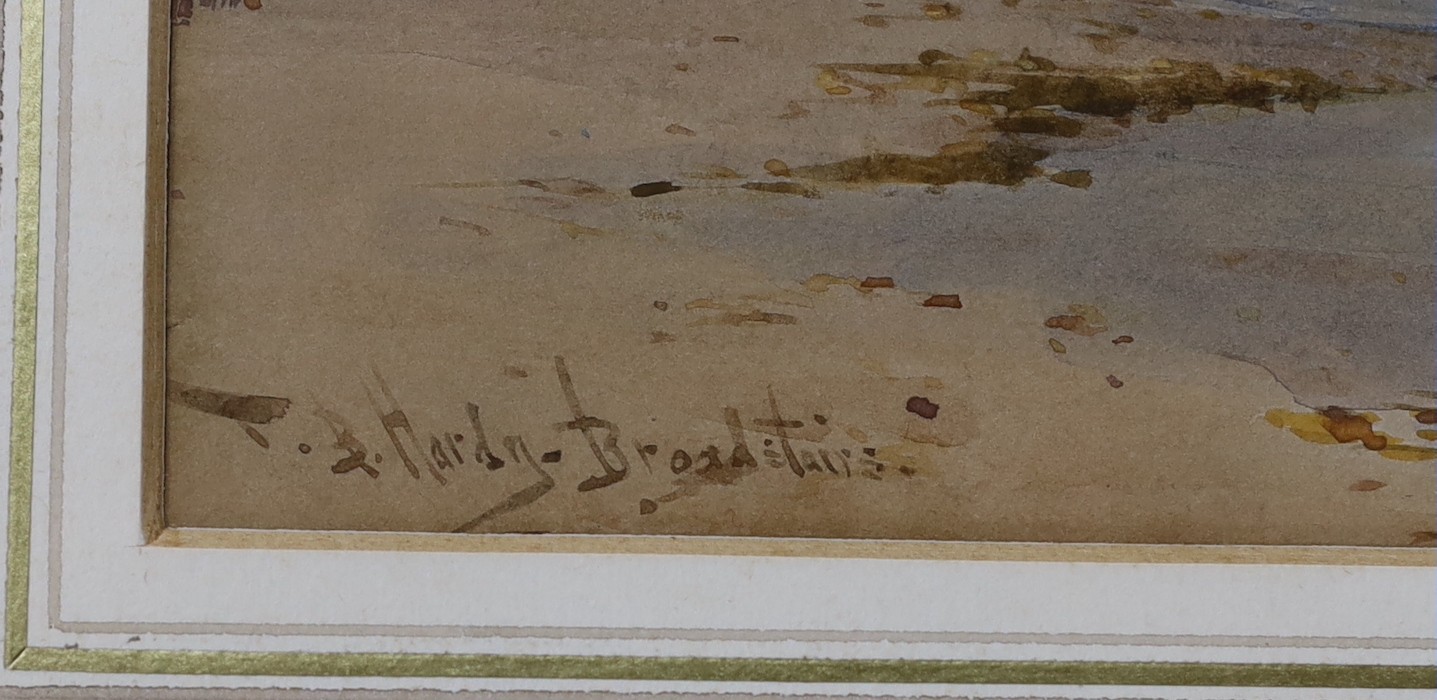 T. B. Hardy - Broadstairs.